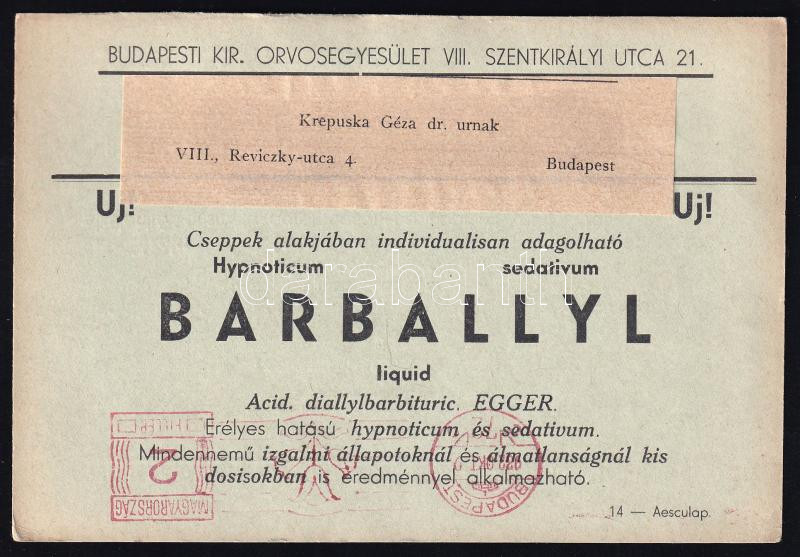 BUDAPESTI KIR. ORVOSEGYESÜLET VIII. SZENTKIRÁLYI UTCA 21.
Krepuska Géza dr. urnak
VIII., Reviczky-utca 4. Budapest
Uj! Uj!
Cseppek alakjában individualisan adagolható
Hypnoticum sedativum
darabanth
BARBALLYL
liquid
Acid. diallylbarbituric. EGGER.
Erélyes hatású hypnoticum és sedativum.
Mindennemű izgalmi állapotoknál és álmatlanságnál kis
dosisokban is eredménnyel alkalmazható.
14 — Aesculap.
MAGYARORSZÁG
2
FILLÉR
BUDAPEST